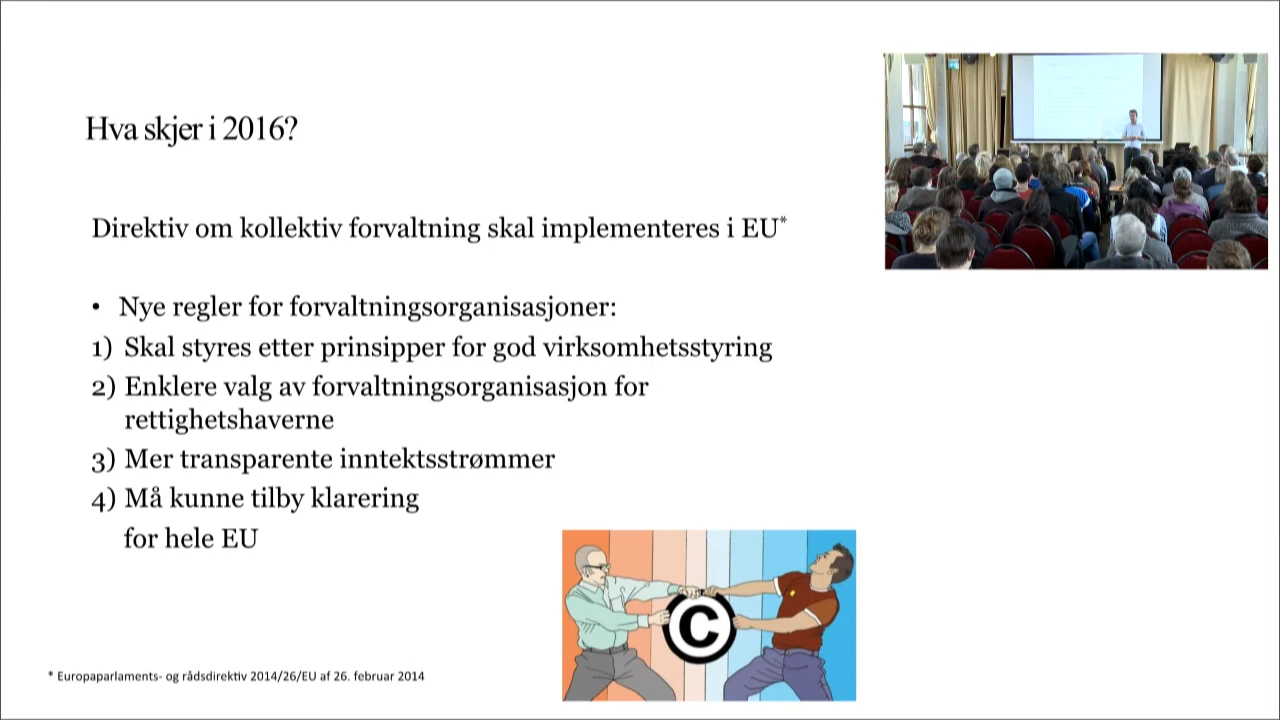 Hva skjer i 2016?
Direktiv om kollektiv forvaltning skal implementeres i EU*
• Nye regler for forvaltningsorganisasjoner:
1) Skal styres etter prinsipper for god virksomhetsstyring
2) Enklere valg av forvaltningsorganisasjon for
rettighetshaverne
3) Mer transparente inntektsstrømmer
4) Må kunne tilby klarering
for hele EU
C
* Europaparlaments- og rådsdirektiv 2014/26/EU af 26. februar 2014